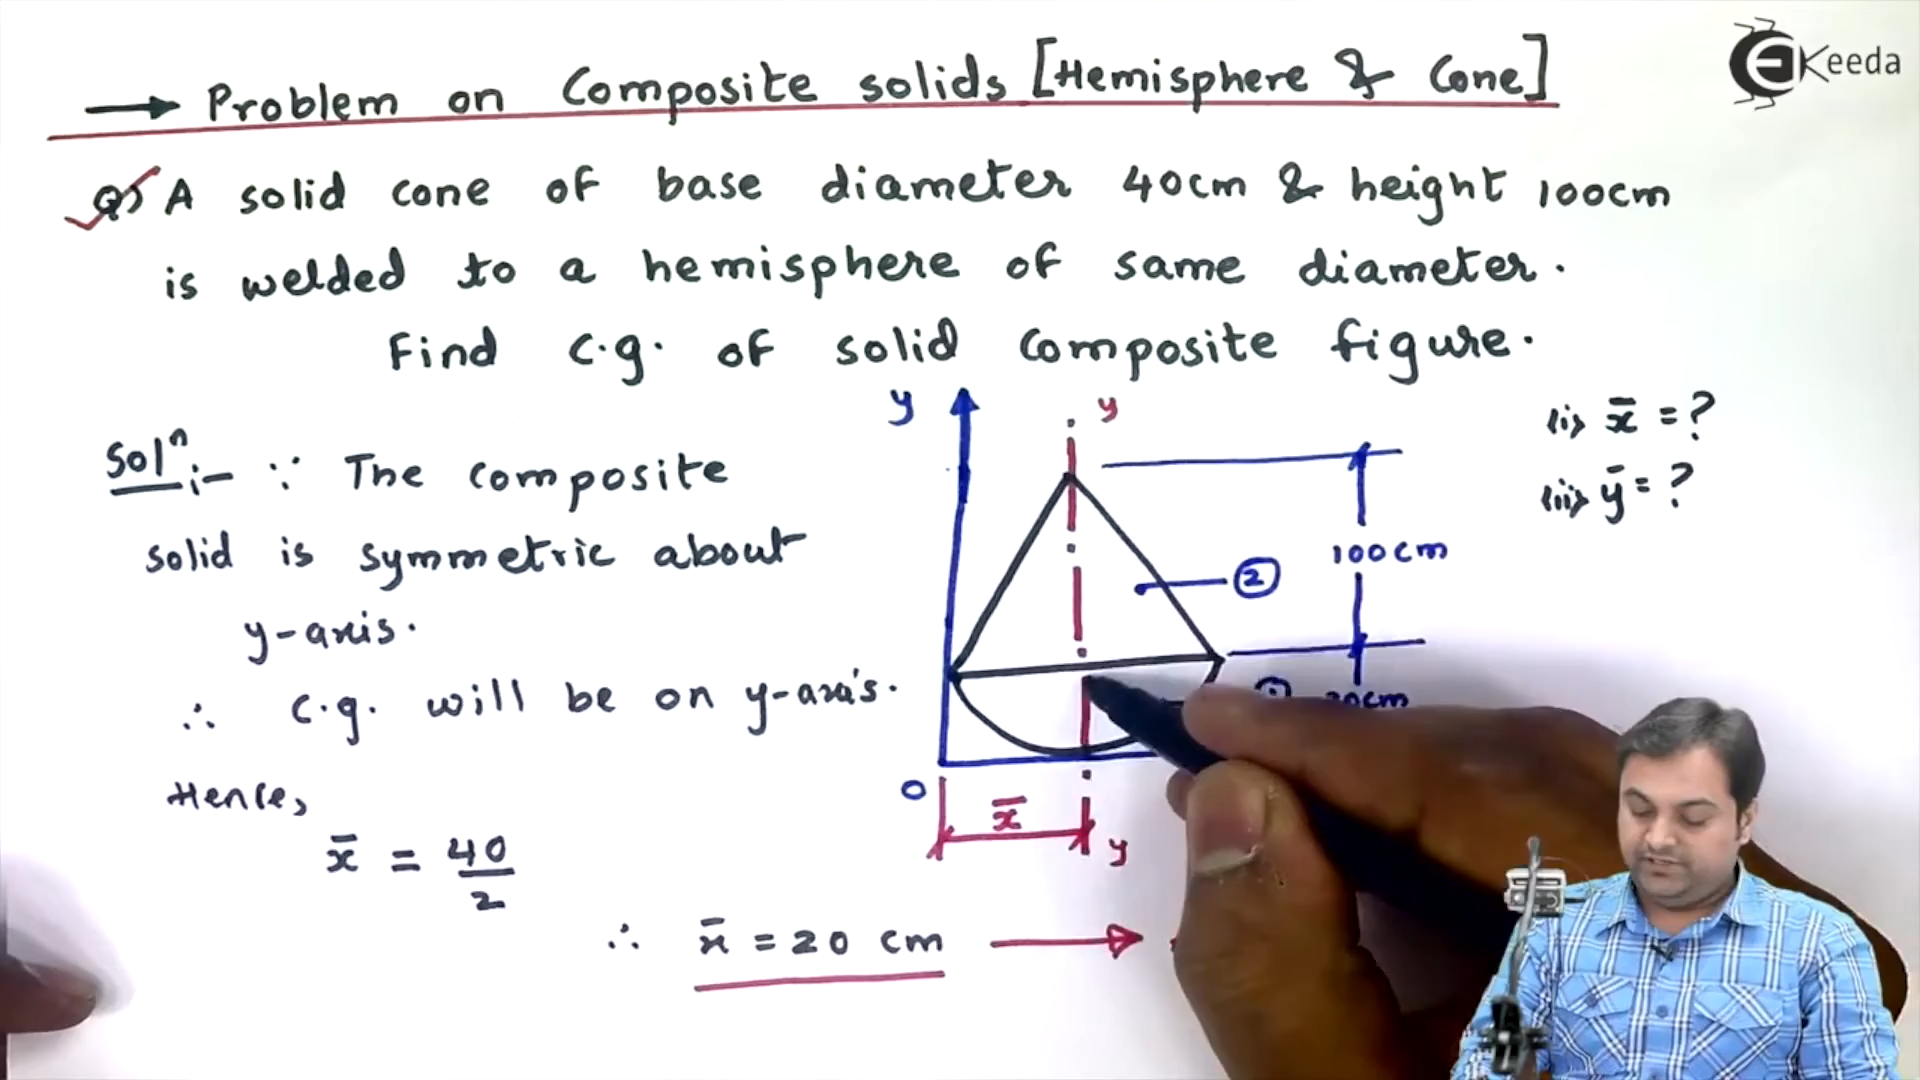 → Problem on Composite solids [Hemisphere & Cone]
EKeeda
Q) A solid cone of base diameter 40cm & height 100cm
is welded to a hemisphere of same diameter.
Find c.g. of solid composite figure.
Solⁿ:- ∵ The composite
solid is symmetric about
y-axis.
∴ c.g. will be on y-axis.
Hence,
x̄ = 40/2
∴ x̄ = 20 cm →
y
y
100cm
②
20cm
0
x̄
y
(i) x̄ = ?
(ii) ȳ = ?